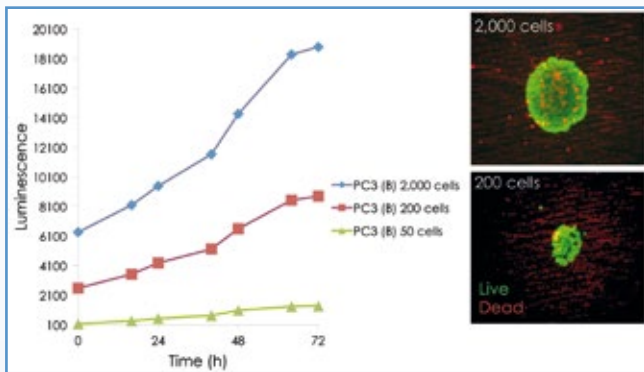 20100
18100
16100
14100
12100
10100
8100
6100
4100
2100
100
Luminescence
0
24
48
72
Time (h)
PC3 (B) 2,000 cells
PC3 (B) 200 cells
PC3 (B) 50 cells
2,000 cells
200 cells
Live
Dead